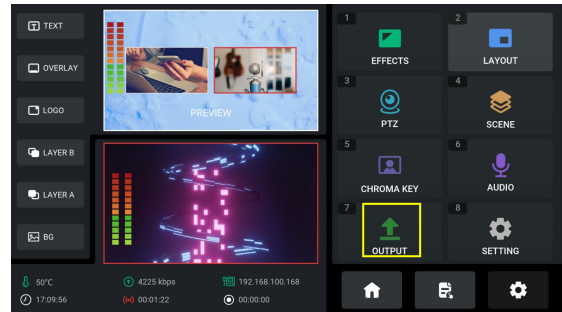 TEXT
OVERLAY
LOGO
LAYER B
LAYER A
BG
PREVIEW
1
EFFECTS
2
LAYOUT
3
PTZ
4
SCENE
5
CHROMA KEY
6
AUDIO
7
OUTPUT
8
SETTING
50°C
4225 kbps
192.168.100.168
17:09:56
00:01:22
00:00:00